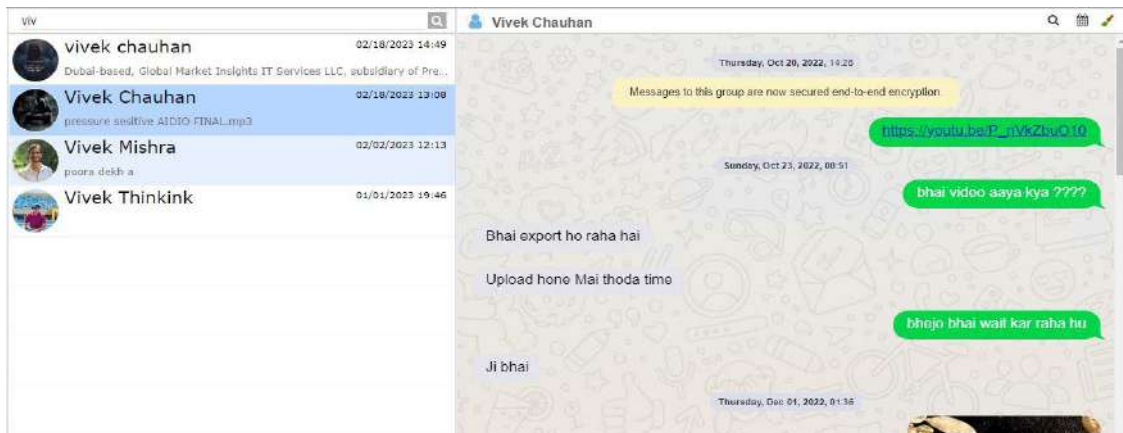 viv
vivek chauhan 02/18/2023 14:49
Dubai-based, Global Market Insights IT Services LLC, subsidiary of Pre...
Vivek Chauhan 02/18/2023 13:08
pressure sesitive AIDIO FINAL.mp3
Vivek Mishra 02/02/2023 12:13
poora dekh a
Vivek Thinkink 01/01/2023 19:46
Vivek Chauhan
Thursday, Oct 20, 2022, 14:26
Messages to this group are now secured end-to-end encryption
Sunday, Oct 23, 2022, 00:51
bhai video aaya kya ????
Bhai export ho raha hai
Upload hone Mai thoda time
bhejo bhai wait kar raha hu
Ji bhai
Thursday, Dec 01, 2022, 01:36